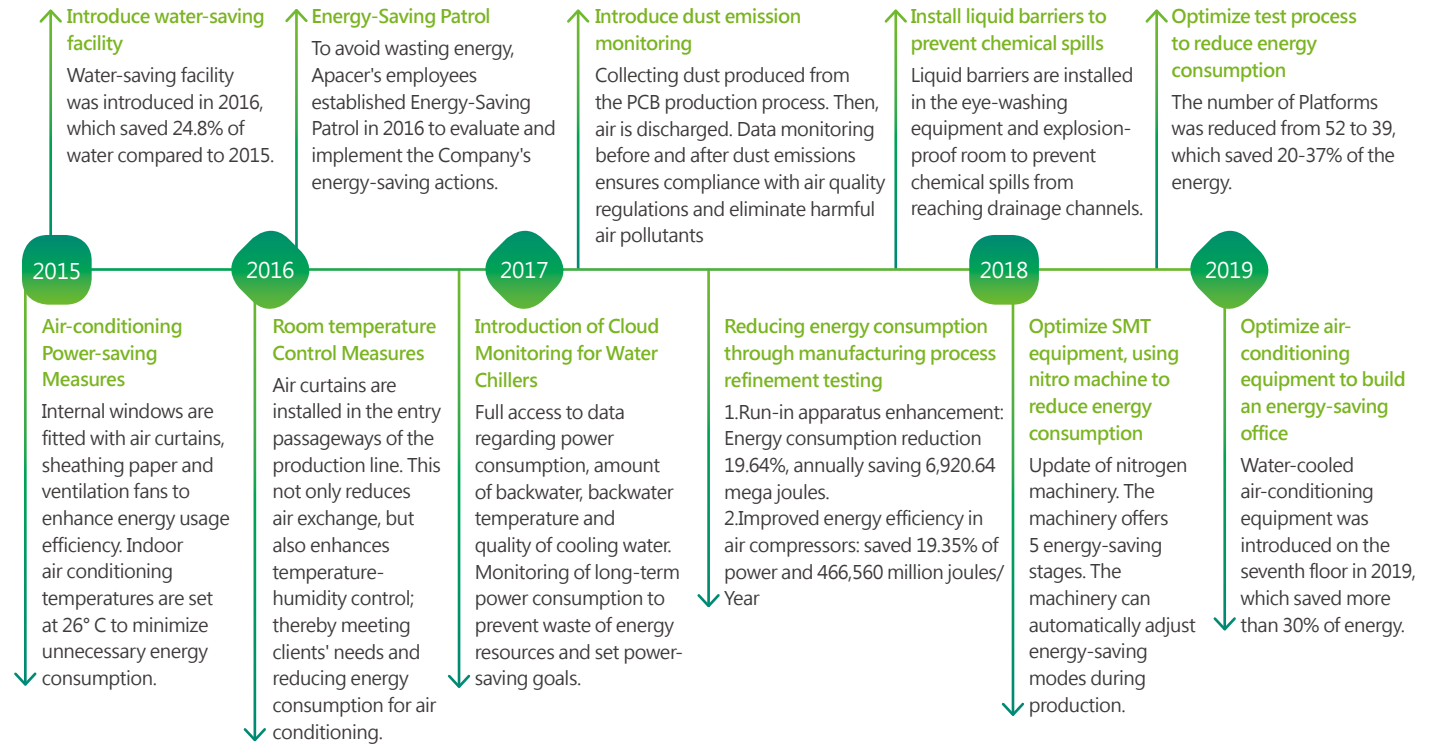 Introduce water-saving
facility
Water-saving facility
was introduced in 2016,
which saved 24.8% of
water compared to 2015.
Energy-Saving Patrol
To avoid wasting energy,
Apacer's employees
established Energy-Saving
Patrol in 2016 to evaluate and
implement the Company's
energy-saving actions.
Introduce dust emission
monitoring
Collecting dust produced from
the PCB production process. Then,
air is discharged. Data monitoring
before and after dust emissions
ensures compliance with air quality
regulations and eliminate harmful
air pollutants
Install liquid barriers to
prevent chemical spills
Liquid barriers are installed
in the eye-washing
equipment and explosion-
proof room to prevent
chemical spills from
reaching drainage channels.
Optimize test process
to reduce energy
consumption
The number of Platforms
was reduced from 52 to 39,
which saved 20-37% of the
energy.
2015
2016
2017
2018
2019
Air-conditioning
Power-saving
Measures
Internal windows are
fitted with air curtains,
sheathing paper and
ventilation fans to
enhance energy usage
efficiency. Indoor
air conditioning
temperatures are set
at 26° C to minimize
unnecessary energy
consumption.
Room temperature
Control Measures
Air curtains are
installed in the entry
passageways of the
production line. This
not only reduces
air exchange, but
also enhances
temperature-
humidity control;
thereby meeting
clients' needs and
reducing energy
consumption for air
conditioning.
Introduction of Cloud
Monitoring for Water
Chillers
Full access to data
regarding power
consumption, amount
of backwater, backwater
temperature and
quality of cooling water.
Monitoring of long-term
power consumption to
prevent waste of energy
resources and set power-
saving goals.
Reducing energy consumption
through manufacturing process
refinement testing
1.Run-in apparatus enhancement:
Energy consumption reduction
19.64%, annually saving 6,920.64
mega joules.
2.Improved energy efficiency in
air compressors: saved 19.35% of
power and 466,560 million joules/
Year
Optimize SMT
equipment, using
nitro machine to
reduce energy
consumption
Update of nitrogen
machinery. The
machinery offers
5 energy-saving
stages. The
machinery can
automatically adjust
energy-saving
modes during
production.
Optimize air-
conditioning
equipment to build
an energy-saving
office
Water-cooled
air-conditioning
equipment was
introduced on the
seventh floor in 2019,
which saved more
than 30% of energy.